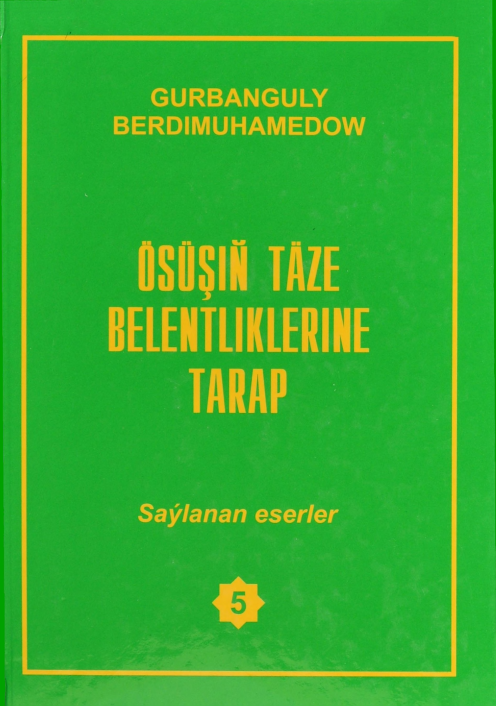 GURBANGULY
BERDIMUHAMEDOW
ÖSÜŞIŇ TÄZE
BELENTLIKLERINE
TARAP
Saýlanan eserler
5